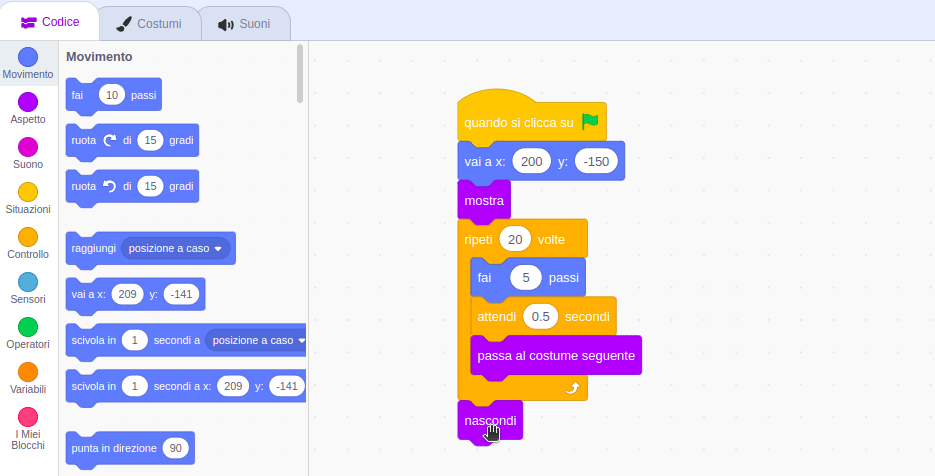 Codice
Costumi
Suoni
Movimento
Aspetto
Suono
Situazioni
Controllo
Sensori
Operatori
Variabili
I Miei
Blocchi
Movimento
fai 10 passi
ruota di 15 gradi
ruota di 15 gradi
raggiungi posizione a caso
vai a x: 209 y: -141
scivola in 1 secondi a posizione a caso
scivola in 1 secondi a x: 209 y: -141
punta in direzione 90
quando si clicca su
vai a x: 200 y: -150
mostra
ripeti 20 volte
fai 5 passi
attendi 0.5 secondi
passa al costume seguente
nascondi